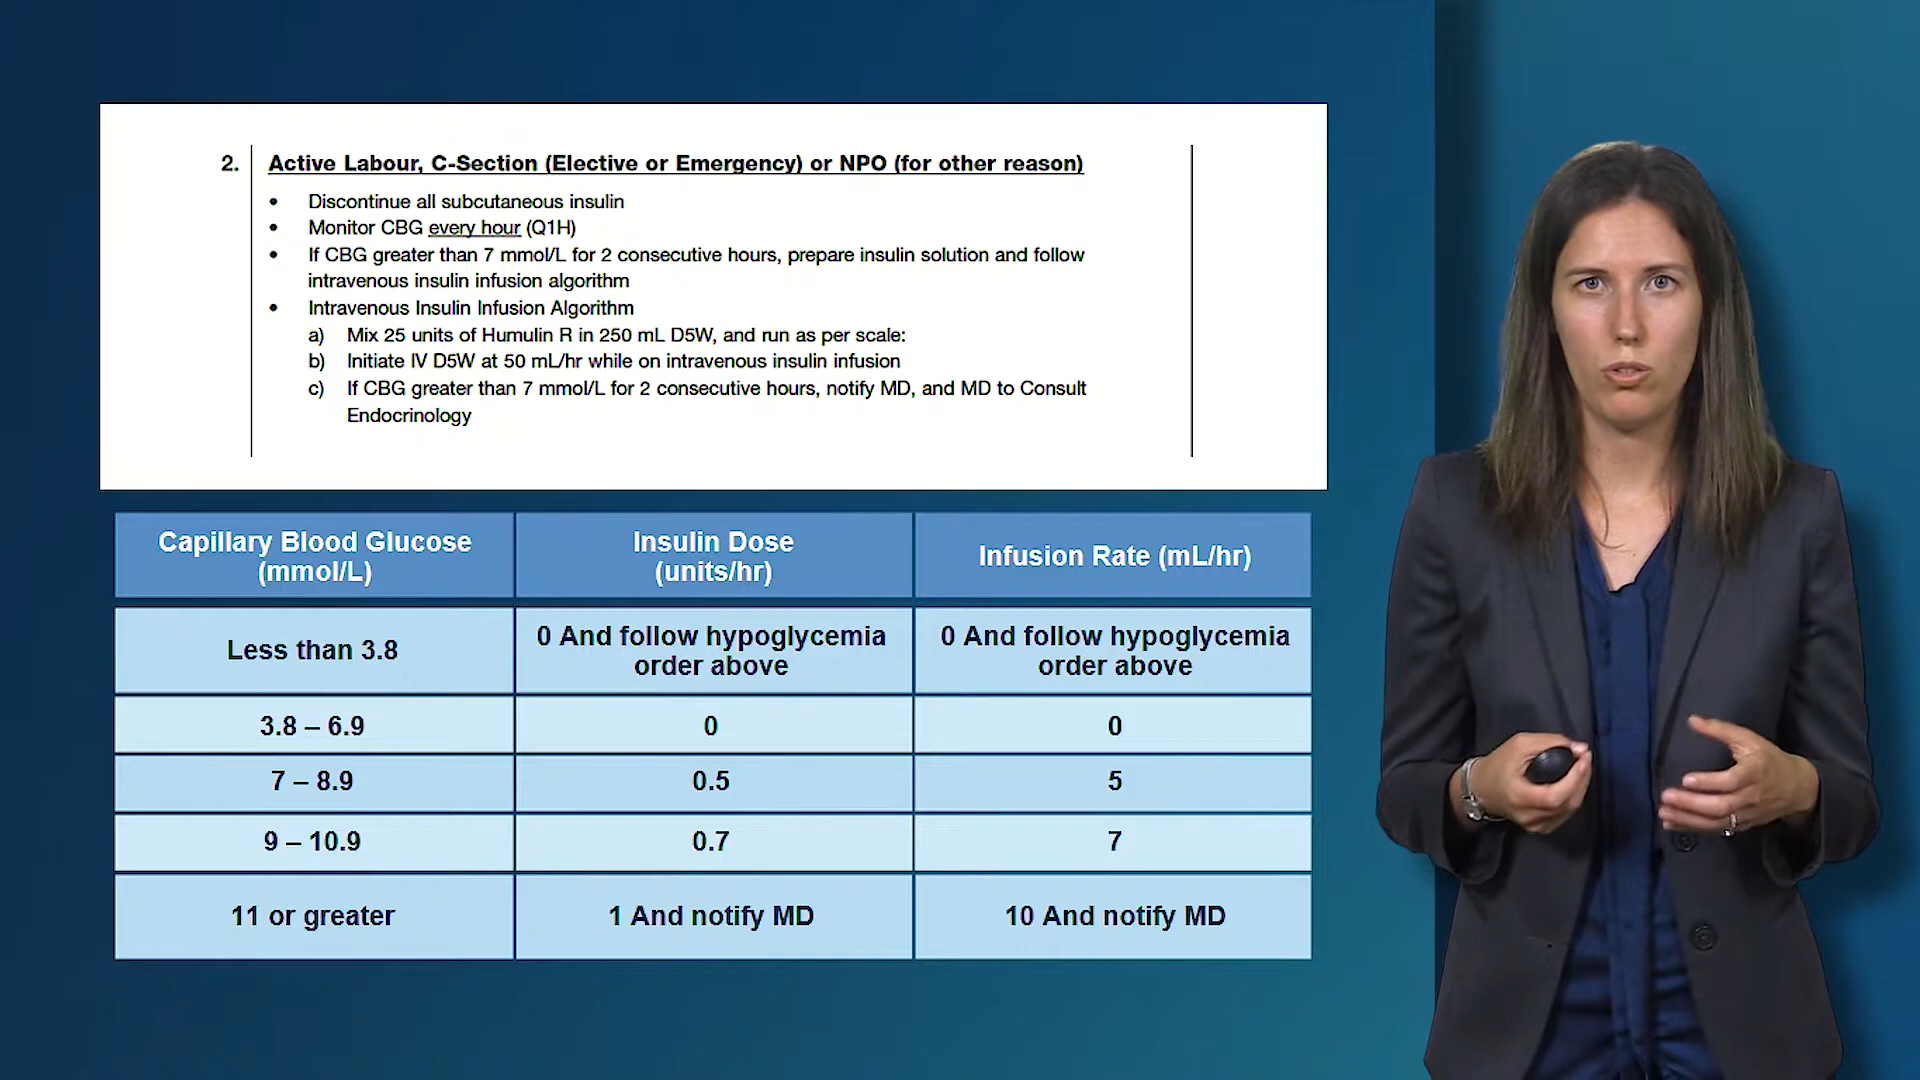 2. Active Labour, C-Section (Elective or Emergency) or NPO (for other reason)
• Discontinue all subcutaneous insulin
• Monitor CBG every hour (Q1H)
• If CBG greater than 7 mmol/L for 2 consecutive hours, prepare insulin solution and follow
intravenous insulin infusion algorithm
• Intravenous Insulin Infusion Algorithm
a) Mix 25 units of Humulin R in 250 mL D5W, and run as per scale:
b) Initiate IV D5W at 50 mL/hr while on intravenous insulin infusion
c) If CBG greater than 7 mmol/L for 2 consecutive hours, notify MD, and MD to Consult
Endocrinology
Capillary Blood Glucose
(mmol/L)
Insulin Dose
(units/hr)
Infusion Rate (mL/hr)
Less than 3.8
0 And follow hypoglycemia
order above
0 And follow hypoglycemia
order above
3.8 – 6.9
0
0
7 – 8.9
0.5
5
9 – 10.9
0.7
7
11 or greater
1 And notify MD
10 And notify MD